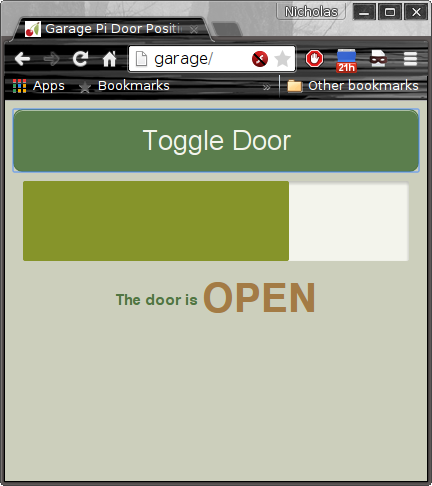 Nicholas
Garage Pi Door Positi
garage/
21h
Apps Bookmarks » Other bookmarks
Toggle Door
The door is OPEN